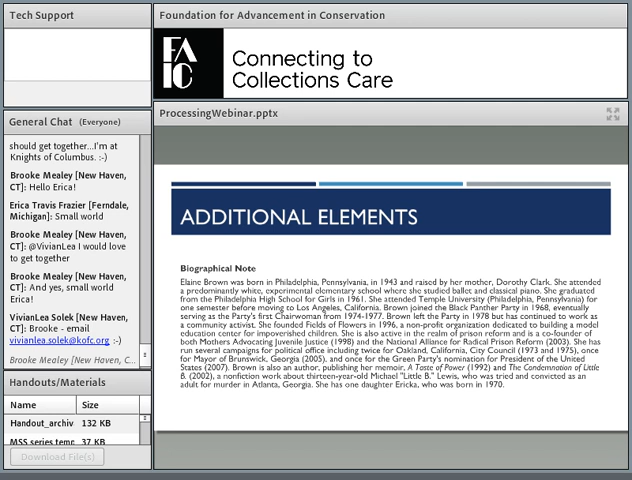 Tech Support
Foundation for Advancement in Conservation
FAIC
Connecting to
Collections Care
General Chat (Everyone)
should get together...I'm at
Knights of Columbus. :-)
Brooke Mealey [New Haven,
CT]: Hello Erica!
Erica Travis Frazier [Ferndale,
Michigan]: Small world
Brooke Mealey [New Haven,
CT]: @VivianLea I would love
to get together
Brooke Mealey [New Haven,
CT]: And yes, small world
Erica!
VivianLea Solek [New Haven,
CT]: Brooke - email
vivianlea.solek@kofc.org :-)
Brooke Mealey [New Haven, C...
Handouts/Materials
Name Size
Handout_archiv 132 KB
MSS series temp 37 KB
Download File(s)
ProcessingWebinar.pptx
ADDITIONAL ELEMENTS
Biographical Note
Elaine Brown was born in Philadelphia, Pennsylvania, in 1943 and raised by her mother, Dorothy Clark. She attended
a predominantly white, experimental elementary school where she studied ballet and classical piano. She graduated
from the Philadelphia High School for Girls in 1961. She attended Temple University (Philadelphia, Pennsylvania) for
one semester before moving to Los Angeles, California. Brown joined the Black Panther Party in 1968, eventually
serving as the Party's first Chairwoman from 1974-1977. Brown left the Party in 1978 but has continued to work as
a community activist. She founded Fields of Flowers in 1996, a non-profit organization dedicated to building a model
education center for impoverished children. She is also active in the realm of prison reform and is a co-founder of
both Mothers Advocating Juvenile Justice (1998) and the National Alliance for Radical Prison Reform (2003). She has
run several campaigns for political office including twice for Oakland, California, City Council (1973 and 1975), once
for Mayor of Brunswick, Georgia (2005), and once for the Green Party's nomination for President of the United
States (2007). Brown is also an author, publishing her memoir, A Taste of Power (1992) and The Condemnation of Little
B. (2002), a nonfiction work about thirteen-year-old Michael "Little B." Lewis, who was tried and convicted as an
adult for murder in Atlanta, Georgia. She has one daughter Ericka, who was born in 1970.